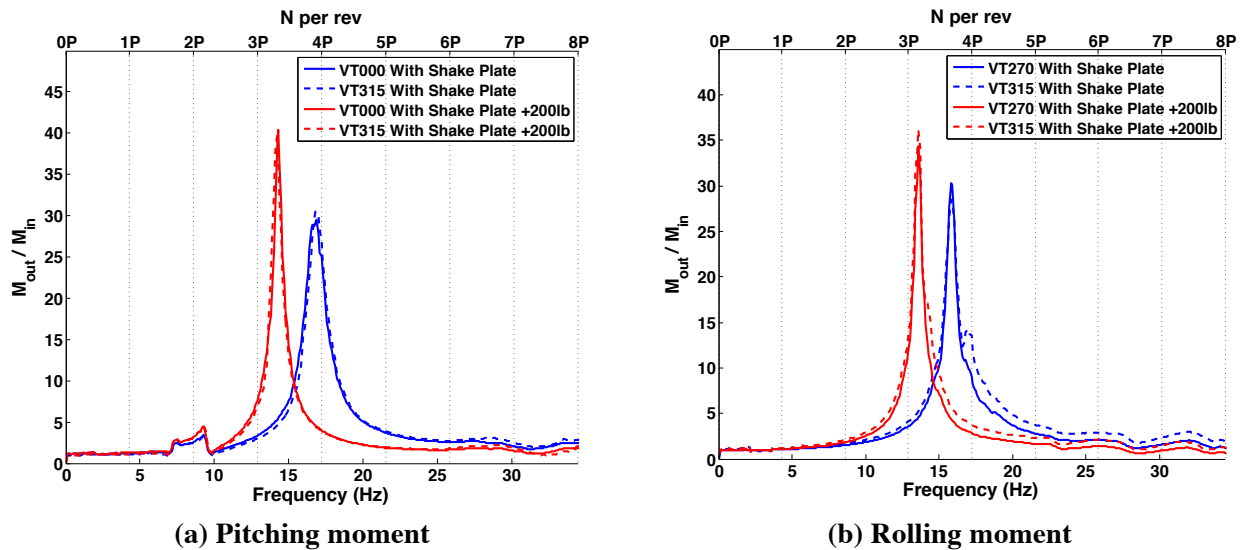 N per rev
0P 1P 2P 3P 4P 5P 6P 7P 8P
VT000 With Shake Plate
VT315 With Shake Plate
VT000 With Shake Plate +200lb
VT315 With Shake Plate +200lb
45
40
35
30
25
20
15
10
5
0
M_out / M_in
0 5 10 15 20 25 30
Frequency (Hz)
(a) Pitching moment
N per rev
0P 1P 2P 3P 4P 5P 6P 7P 8P
VT270 With Shake Plate
VT315 With Shake Plate
VT270 With Shake Plate +200lb
VT315 With Shake Plate +200lb
40
35
30
25
20
15
10
5
0
M_out / M_in
0 5 10 15 20 25 30
Frequency (Hz)
(b) Rolling moment